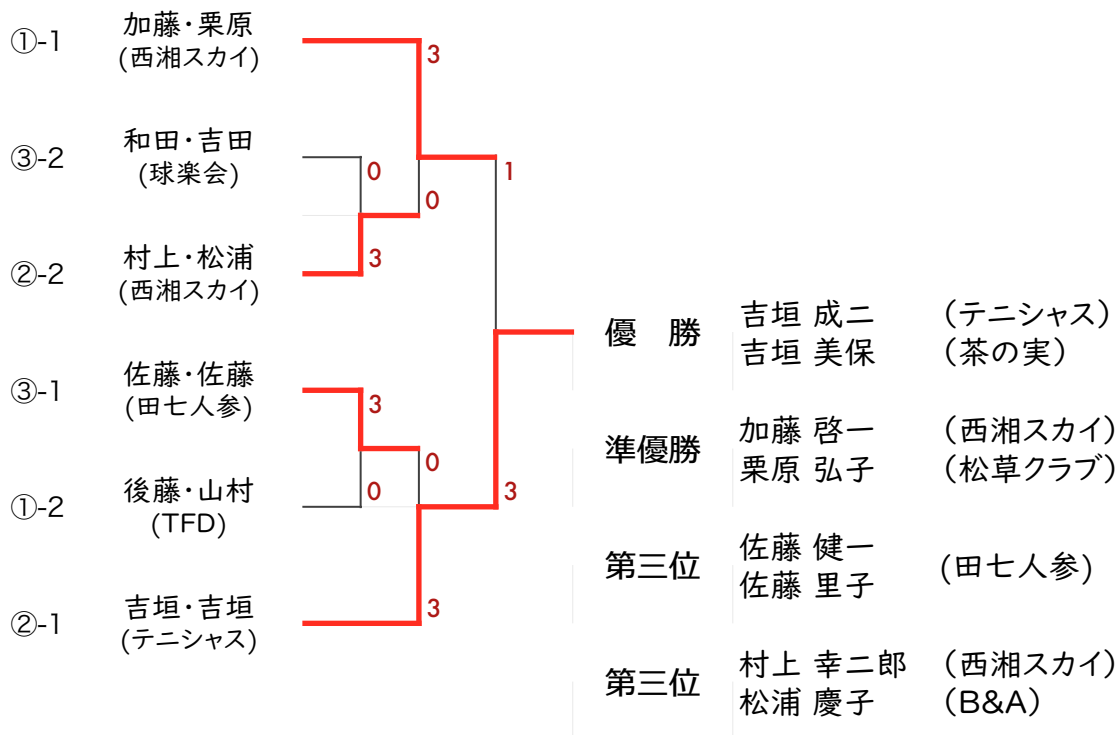 ①-1
加藤・栗原
(西湘スカイ)
3
③-2
和田・吉田
(球楽会)
0
1
0
②-2
村上・松浦
(西湘スカイ)
3
③-1
佐藤・佐藤
(田七人参)
3
0
①-2
後藤・山村
(TFD)
0
3
②-1
吉垣・吉垣
(テニシャス)
3
優 勝
吉垣 成二 (テニシャス)
吉垣 美保 (茶の実)
準優勝
加藤 啓一 (西湘スカイ)
栗原 弘子 (松草クラブ)
第三位
佐藤 健一
佐藤 里子
(田七人参)
第三位
村上 幸二郎 (西湘スカイ)
松浦 慶子 (B&A)